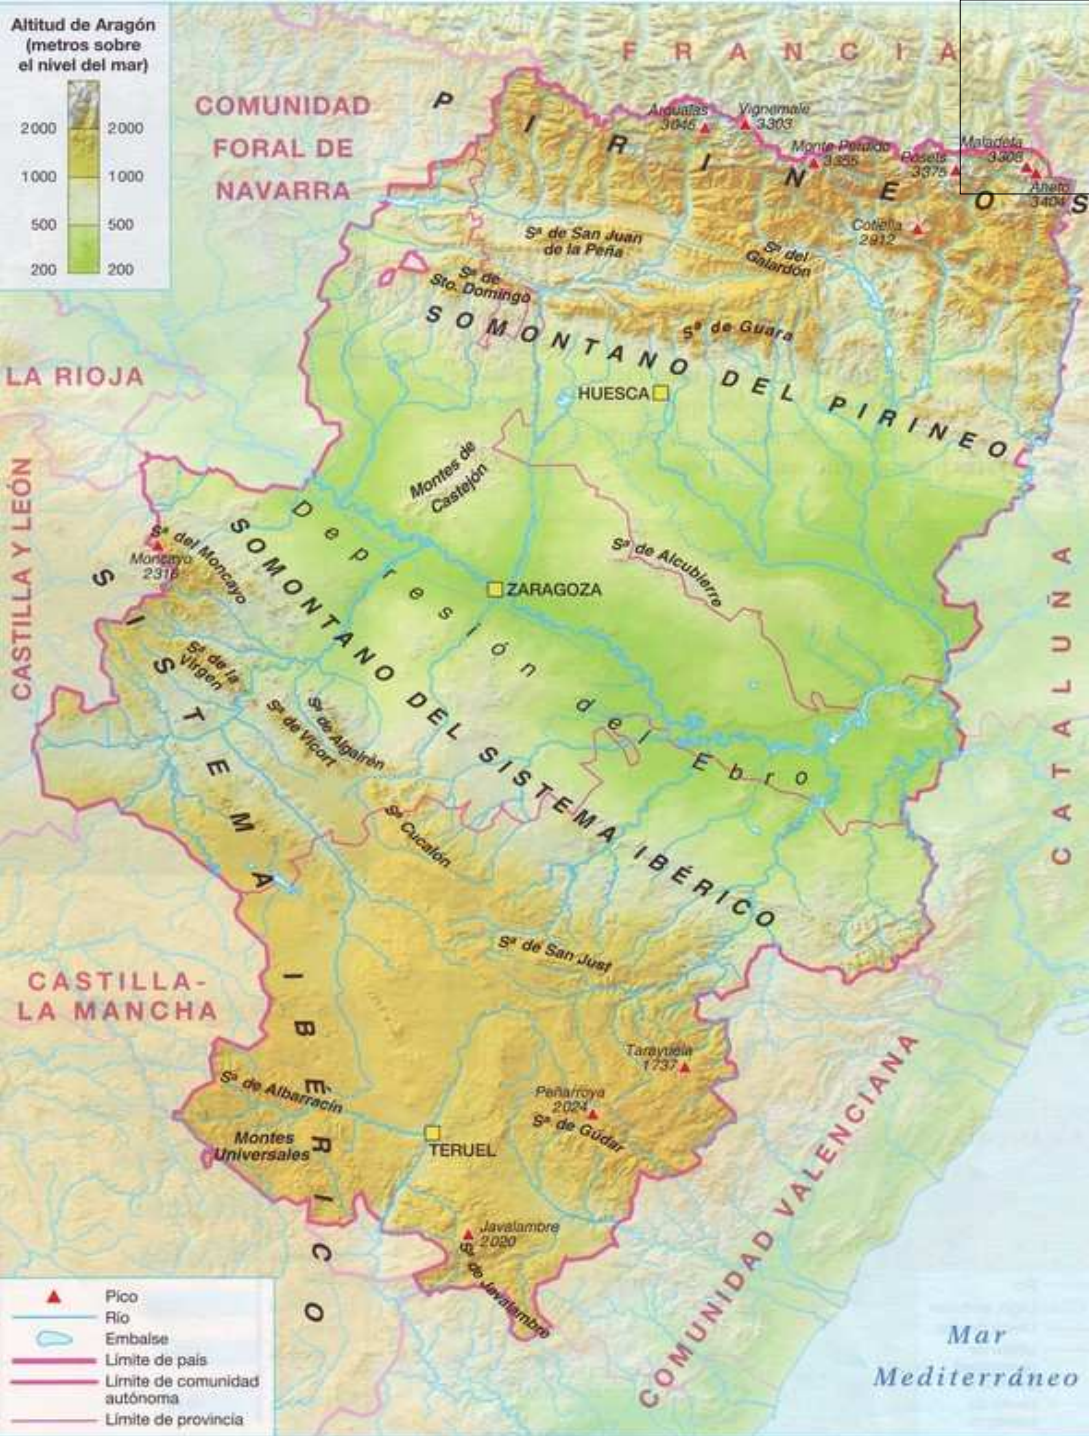 Altitud de Aragón
(metros sobre
el nivel del mar)
2000 2000
1000 1000
500 500
200 200
FRANCIA
COMUNIDAD
FORAL DE
NAVARRA
PIRINEOS
Arqualas
3046
Vignemale
3303
Monte Perdido
3355
Posets
3375
Maladeta
3308
Aneto
3404
Cotiella
2912
Sª de San Juan
de la Peña
Sª del
Galardón
Sª de
Sto. Domingo
Sª de Guara
SOMONTANO DEL PIRINEO
LA RIOJA
HUESCA
Montes de
Castejón
CASTILLA Y LEÓN
Sª del Moncayo
Moncayo
2316
Depresión del Ebro
SOMONTANO DEL SISTEMA IBÉRICO
Sª de Alcubierre
ZARAGOZA
CATALUÑA
SISTEMA IBÉRICO
Sª de la
Virgen
Sª de Vicort
Sª de Algairén
Sª Cucalón
Sª de San Just
CASTILLA-
LA MANCHA
Tarayuela
1737
Peñarroya
2024
Sª de Gúdar
Sª de Albarracín
Montes
Universales
TERUEL
Javalambre
2020
Sª de Javalambre
COMUNIDAD VALENCIANA
Mar
Mediterráneo
Pico
Río
Embalse
Límite de país
Límite de comunidad
autónoma
Límite de provincia